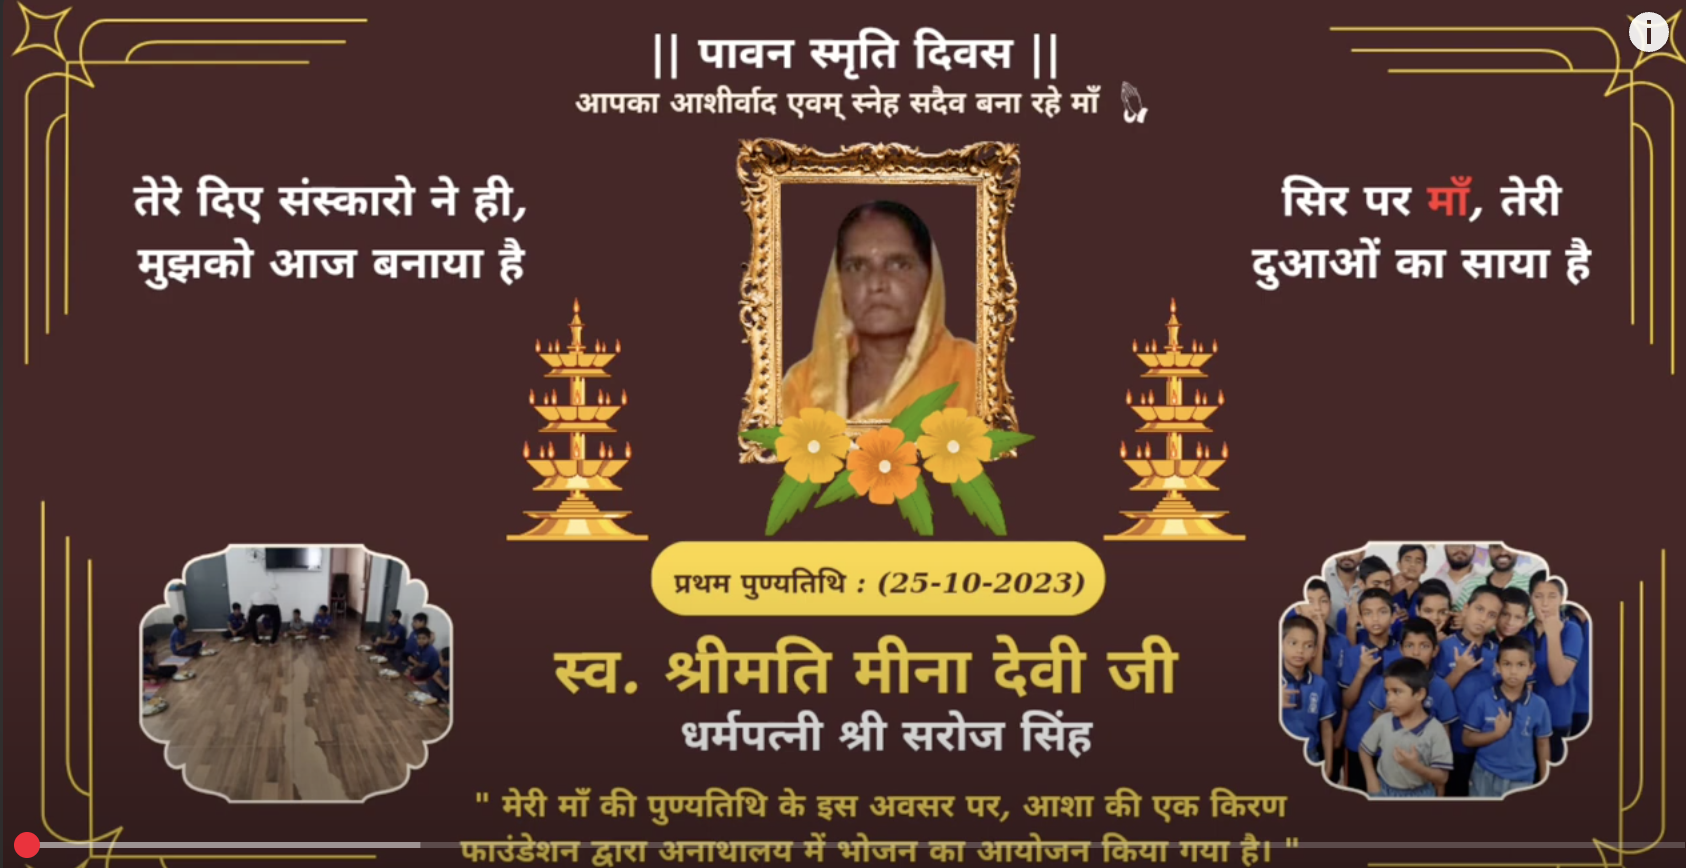 || पावन स्मृति दिवस ||
आपका आशीर्वाद एवम् स्नेह सदैव बना रहे माँ
तेरे दिए संस्कारो ने ही,
मुझको आज बनाया है
सिर पर माँ, तेरी
दुआओं का साया है
प्रथम पुण्यतिथि : (25-10-2023)
स्व. श्रीमति मीना देवी जी
धर्मपत्नी श्री सरोज सिंह
" मेरी माँ की पुण्यतिथि के इस अवसर पर, आशा की एक किरण
फाउंडेशन द्वारा अनाथालय में भोजन का आयोजन किया गया है। "